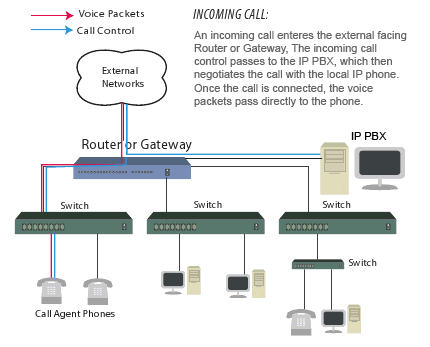 Voice Packets
Call Control
INCOMING CALL:
An incoming call enteres the external facing
Router or Gateway, The incoming call
control passes to the IP PBX, which then
negotiates the call with the local IP phone.
Once the call is connected, the voice
packets pass directly to the phone.
External
Networks
Router or Gateway
IP PBX
Switch
Switch
Switch
Switch
Call Agent Phones